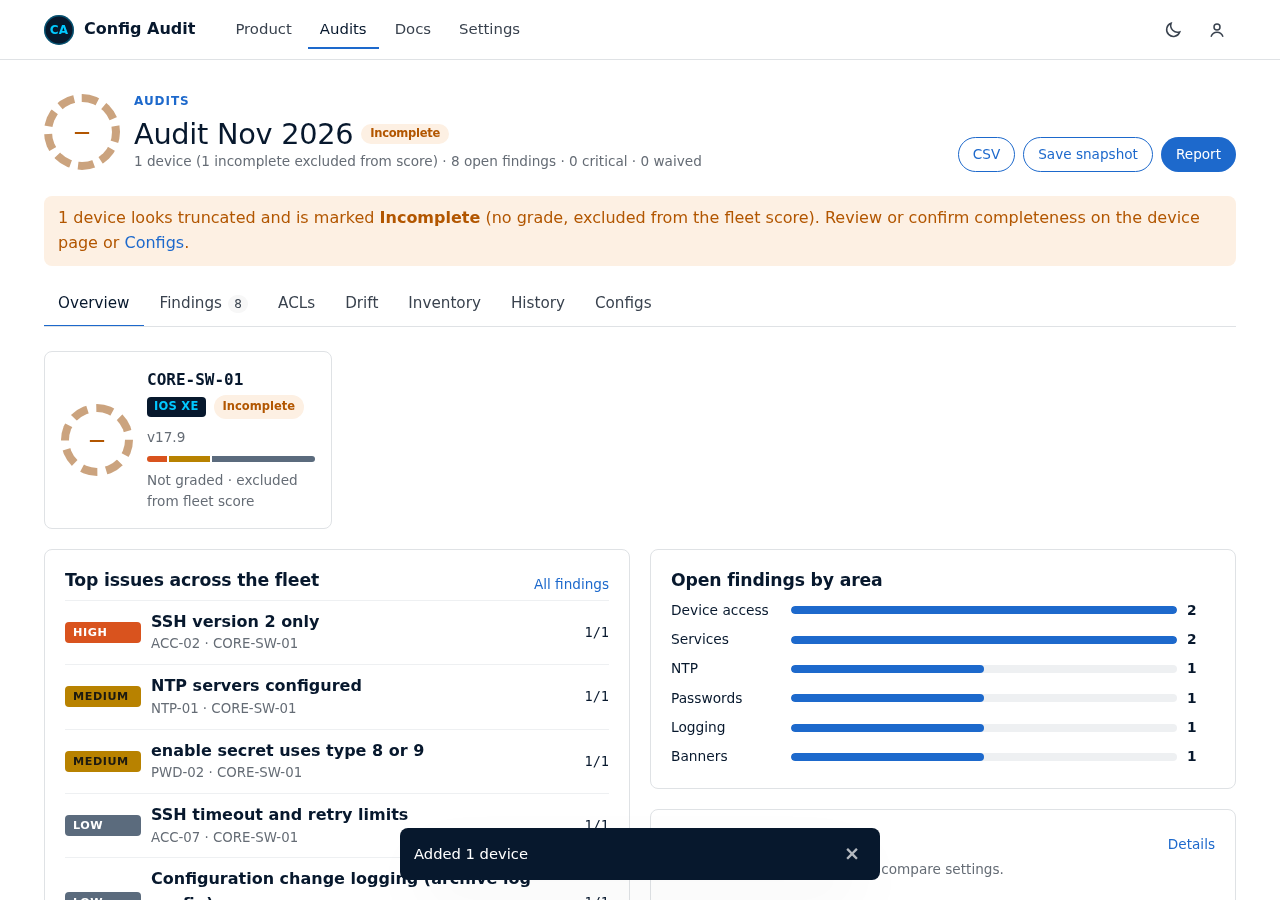 CA Config Audit Product Audits Docs Settings
AUDITS
Audit Nov 2026 Incomplete
1 device (1 incomplete excluded from score) · 8 open findings · 0 critical · 0 waived
CSV Save snapshot Report
1 device looks truncated and is marked Incomplete (no grade, excluded from the fleet score). Review or confirm completeness on the device
page or Configs.
Overview Findings 8 ACLs Drift Inventory History Configs
CORE-SW-01
IOS XE Incomplete
v17.9
Not graded · excluded
from fleet score
Top issues across the fleet All findings
HIGH SSH version 2 only 1/1
ACC-02 · CORE-SW-01
MEDIUM NTP servers configured 1/1
NTP-01 · CORE-SW-01
MEDIUM enable secret uses type 8 or 9 1/1
PWD-02 · CORE-SW-01
LOW SSH timeout and retry limits 1/1
ACC-07 · CORE-SW-01
Configuration change logging (archive log
LOW 1/1
Open findings by area
Device access 2
Services 2
NTP 1
Passwords 1
Logging 1
Banners 1
Details
compare settings.
Added 1 device ×